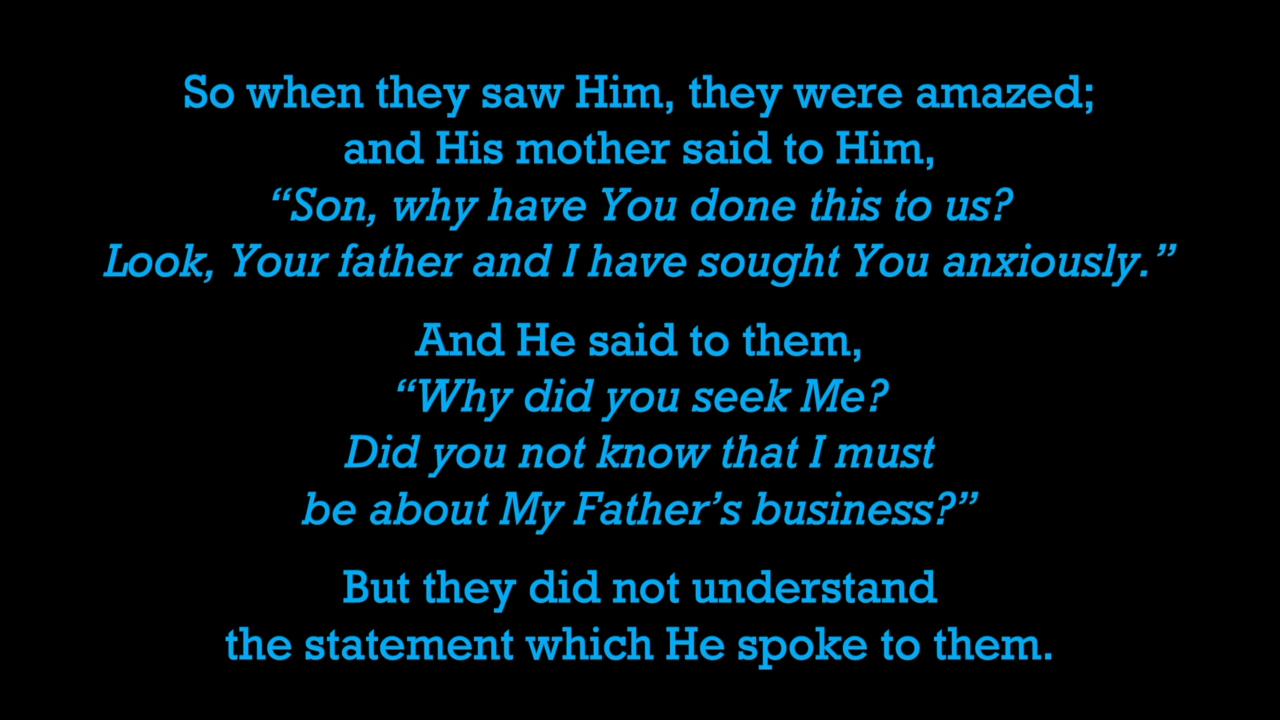 So when they saw Him, they were amazed;
and His mother said to Him,
“Son, why have You done this to us?
Look, Your father and I have sought You anxiously.”
And He said to them,
“Why did you seek Me?
Did you not know that I must
be about My Father’s business?”
But they did not understand
the statement which He spoke to them.